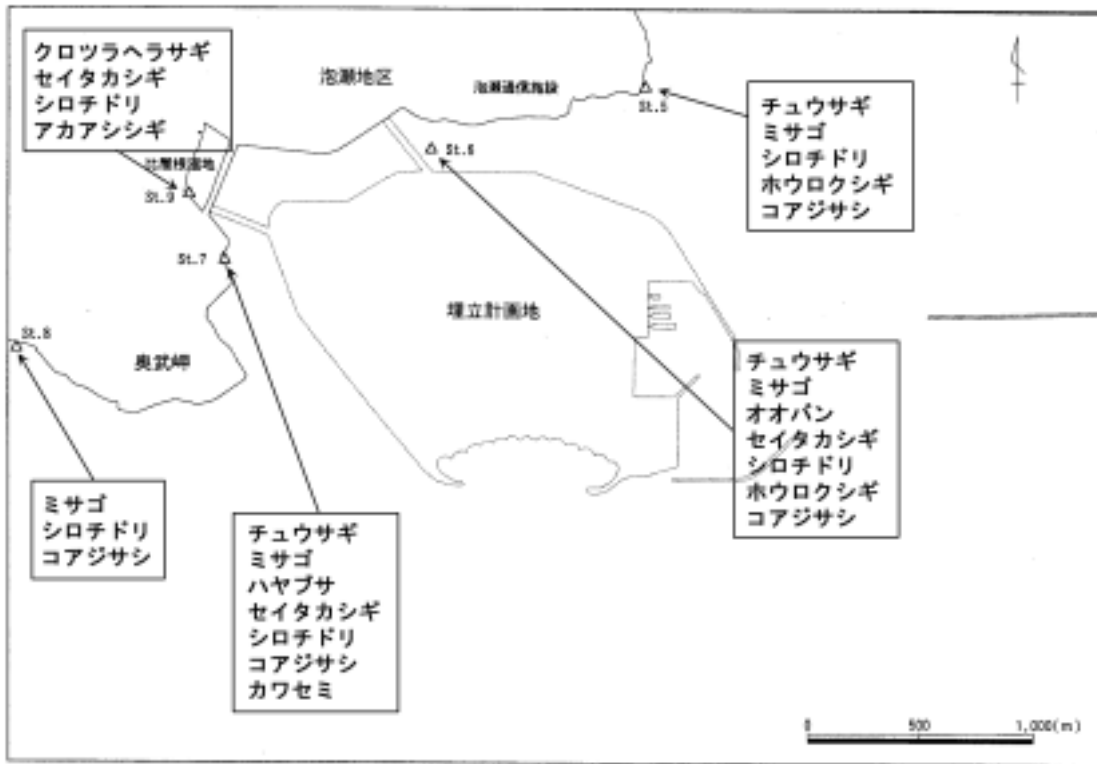 クロツラヘラサギ
セイタカシギ
シロチドリ
アカアシシギ
泡瀬地区
泡瀬通信施設
St.5
チュウサギ
ミサゴ
シロチドリ
ホウロクシギ
コアジサシ
St.6
比屋根湿地
St.9
St.7
埋立計画地
St.8
奥武岬
チュウサギ
ミサゴ
オオバン
セイタカシギ
シロチドリ
ホウロクシギ
コアジサシ
ミサゴ
シロチドリ
コアジサシ
チュウサギ
ミサゴ
ハヤブサ
セイタカシギ
シロチドリ
コアジサシ
カワセミ
0 500 1,000(m)